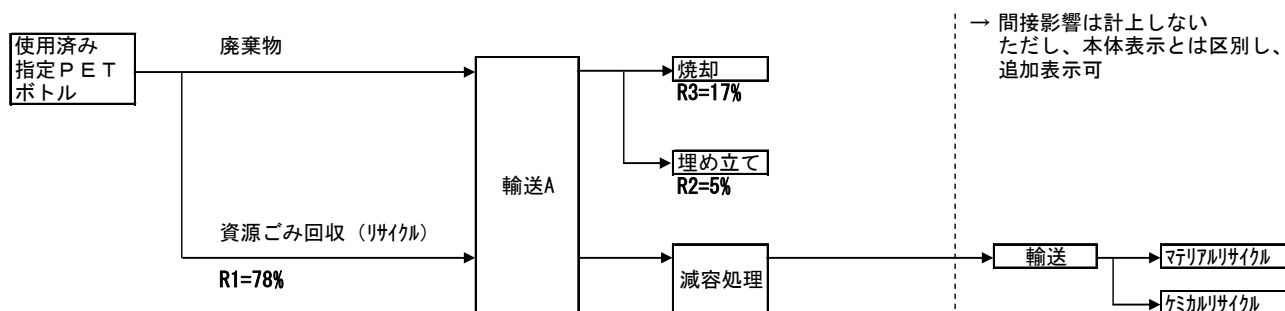 使用済み
指定ＰＥＴ
ボトル
廃棄物
資源ごみ回収（ﾘｻｲｸﾙ）
R1=78%
輸送A
焼却
R3=17%
埋め立て
R2=5%
減容処理
→ 間接影響は計上しない
ただし、本体表示とは区別し、
追加表示可
輸送
ﾏﾃﾘｱﾙﾘｻｲｸﾙ
ｹﾐｶﾙﾘｻｲｸﾙ